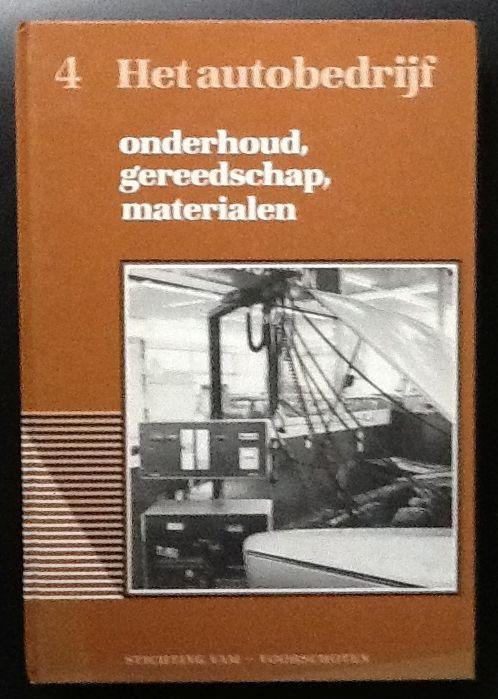 4 Het autobedrijf
onderhoud,
gereedschap,
materialen
STICHTING VAM - VOORSCHOTEN